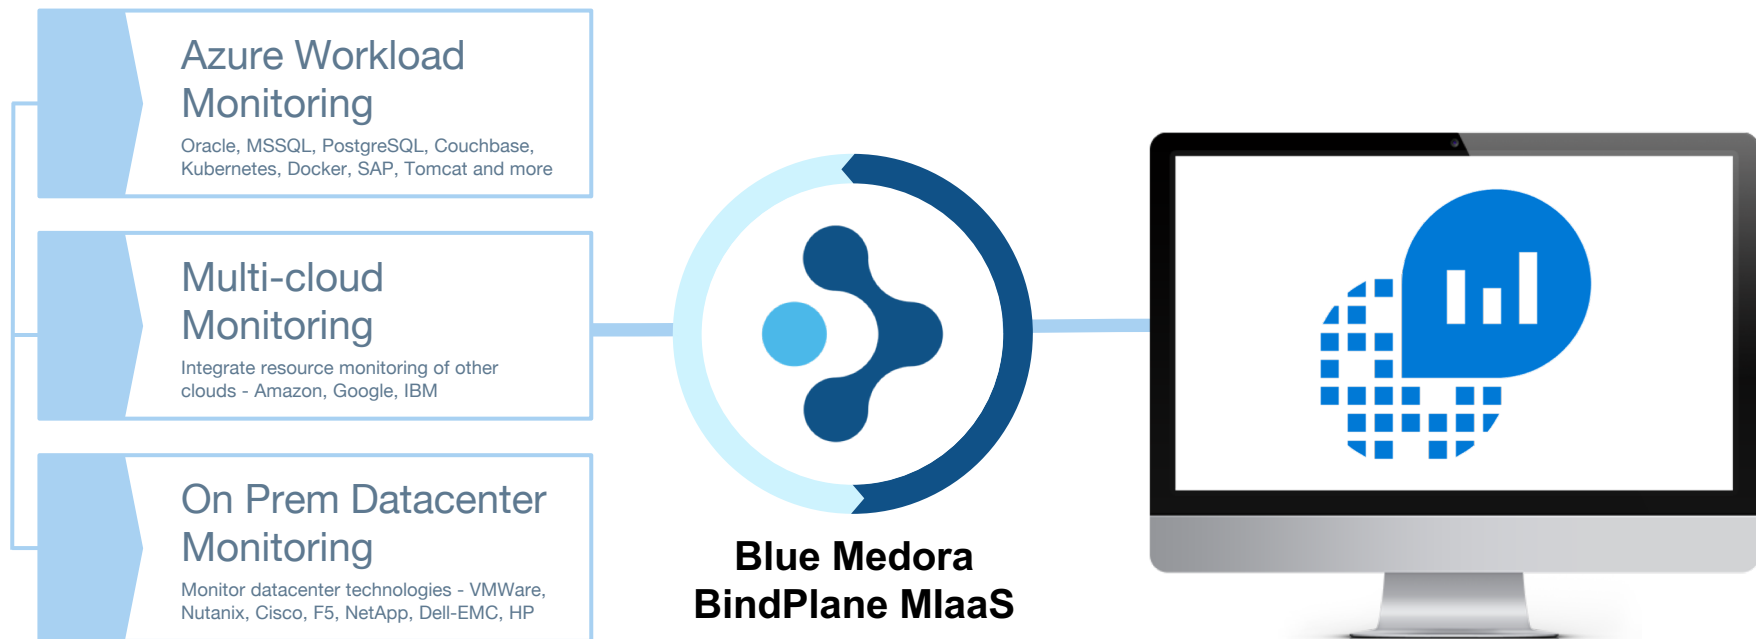 Azure Workload
Monitoring
Oracle, MSSQL, PostgreSQL, Couchbase,
Kubernetes, Docker, SAP, Tomcat and more
Multi-cloud
Monitoring
Integrate resource monitoring of other
clouds - Amazon, Google, IBM
On Prem Datacenter
Monitoring
Monitor datacenter technologies - VMWare,
Nutanix, Cisco, F5, NetApp, Dell-EMC, HP
Blue Medora
BindPlane MIaaS